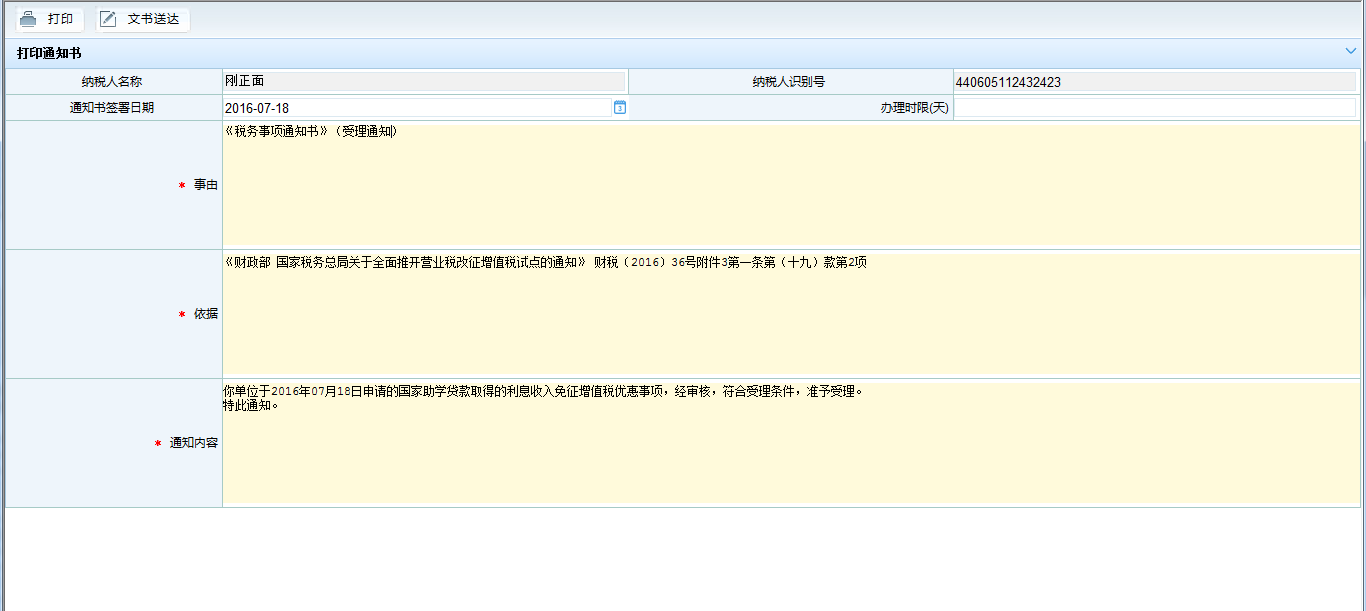 打印 文书送达
打印通知书
纳税人名称 刚正面 纳税人识别号 440605112432423
通知书签署日期 2016-07-18 办理时限(天)
《税务事项通知书》（受理通知）
* 事由
《财政部 国家税务总局关于全面推开营业税改征增值税试点的通知》 财税（2016）36号附件3第一条第（十九）款第2项
* 依据
你单位于2016年07月18日申请的国家助学贷款取得的利息收入免征增值税优惠事项，经审核，符合受理条件，准予受理。
特此通知。
* 通知内容